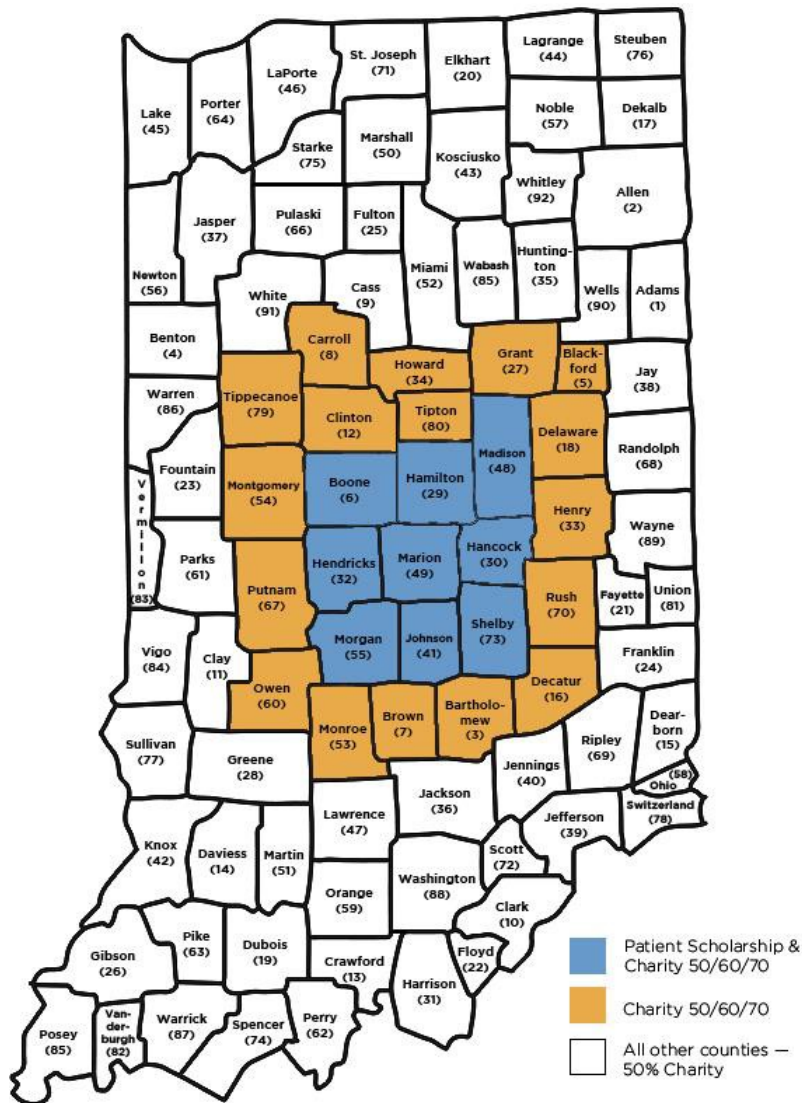 Lagrange
(44)
Steuben
(76)
St. Joseph
(71)
Elkhart
(20)
LaPorte
(46)
Lake
(45)
Porter
(64)
Noble
(57)
Dekalb
(17)
Starke
(75)
Marshall
(50)
Kosciusko
(43)
Whitley
(92)
Allen
(2)
Jasper
(37)
Pulaski
(66)
Fulton
(25)
Newton
(56)
Miami
(52)
Wabash
(85)
Hunting-
ton
(35)
Wells
(90)
Adams
(1)
White
(91)
Cass
(9)
Benton
(4)
Carroll
(8)
Howard
(34)
Grant
(27)
Black-
ford
(5)
Jay
(38)
Warren
(86)
Tippecanoe
(79)
Clinton
(12)
Tipton
(80)
Madison
(48)
Delaware
(18)
Randolph
(68)
Fountain
(23)
Vermillion
(83)
Montgomery
(54)
Boone
(6)
Hamilton
(29)
Henry
(33)
Wayne
(89)
Parks
(61)
Putnam
(67)
Hendricks
(32)
Marion
(49)
Hancock
(30)
Rush
(70)
Fayette
(21)
Union
(81)
Vigo
(84)
Clay
(11)
Morgan
(55)
Johnson
(41)
Shelby
(73)
Franklin
(24)
Owen
(60)
Monroe
(53)
Brown
(7)
Bartholo-
mew
(3)
Decatur
(16)
Dear-
born
(15)
Sullivan
(77)
Greene
(28)
Jennings
(40)
Ripley
(69)
(58)
Ohio
Switzerland
(78)
Jackson
(36)
Lawrence
(47)
Jefferson
(39)
Knox
(42)
Daviess
(14)
Martin
(51)
Scott
(72)
Orange
(59)
Washington
(88)
Clark
(10)
Gibson
(26)
Pike
(63)
Dubois
(19)
Crawford
(13)
Harrison
(31)
Floyd
(22)
Posey
(85)
Van-
der-
burgh
(82)
Warrick
(87)
Spencer
(74)
Perry
(62)
Patient Scholarship &
Charity 50/60/70
Charity 50/60/70
All other counties —
50% Charity